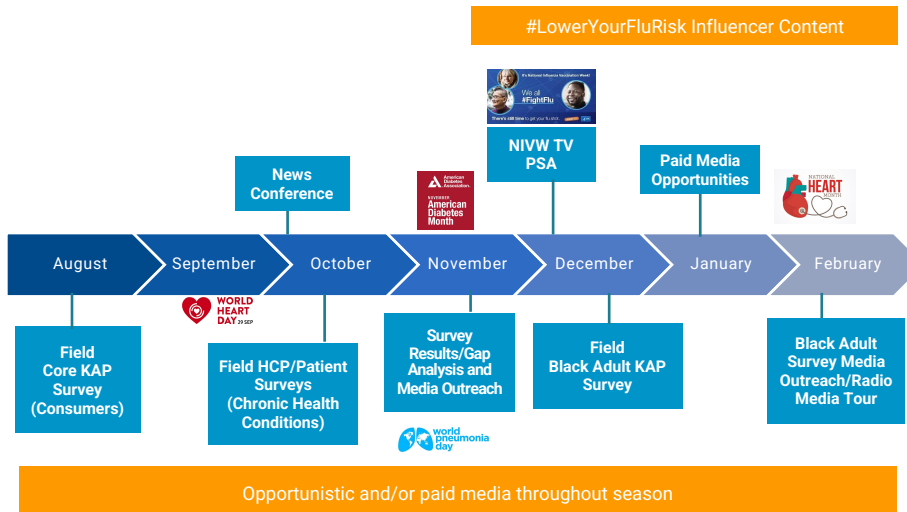 #LowerYourFluRisk Influencer Content
It's National Influenza Vaccination Week!
We all
#FightFlu
There's still time to get your flu shot.
NIVW TV
PSA
News
Conference
American
Diabetes
Association.
NOVEMBER
American
Diabetes
Month
Paid Media
Opportunities
NATIONAL
HEART
MONTH
August
September
October
November
December
January
February
WORLD
HEART
DAY 29 SEP
Field
Core KAP
Survey
(Consumers)
Field HCP/Patient
Surveys
(Chronic Health
Conditions)
Survey
Results/Gap
Analysis and
Media Outreach
Field
Black Adult KAP
Survey
Black Adult
Survey Media
Outreach/Radio
Media Tour
world
pneumonia
day
Opportunistic and/or paid media throughout season